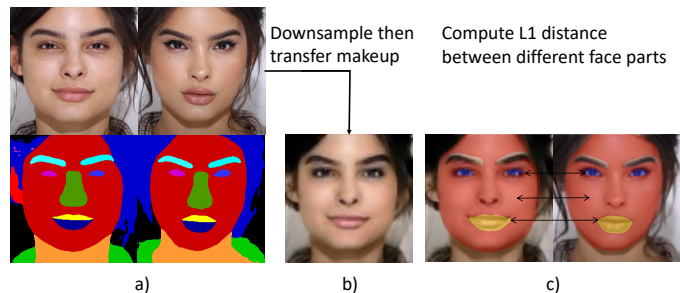 Downsample then
transfer makeup
Compute L1 distance
between different face parts
a)
b)
c)